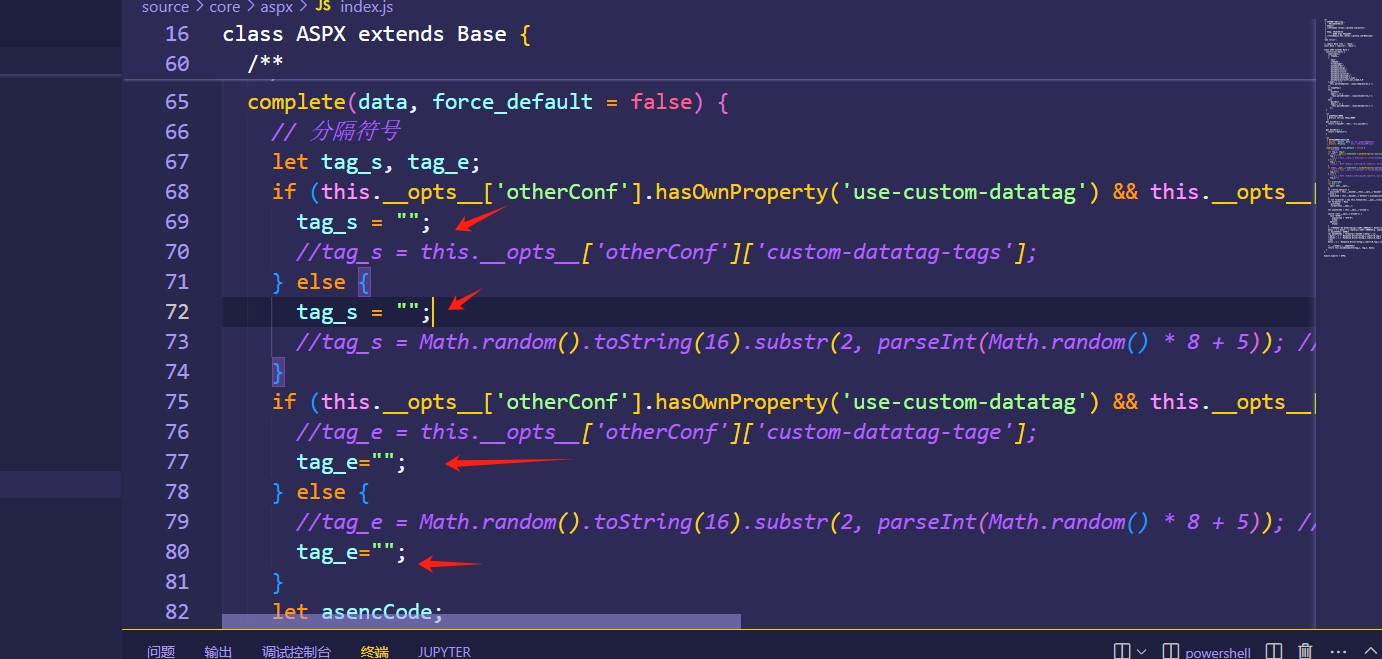 source > core > aspx > JS index.js
16 class ASPX extends Base {
60 /**
65 complete(data, force_default = false) {
66 // 分隔符号
67 let tag_s, tag_e;
68 if (this.__opts__['otherConf'].hasOwnProperty('use-custom-datatag') && this.__opts__[
69 tag_s = "";
70 //tag_s = this.__opts__['otherConf']['custom-datatag-tags'];
71 } else {
72 tag_s = "";
73 //tag_s = Math.random().toString(16).substr(2, parseInt(Math.random() * 8 + 5)); //
74 }
75 if (this.__opts__['otherConf'].hasOwnProperty('use-custom-datatag') && this.__opts__[
76 //tag_e = this.__opts__['otherConf']['custom-datatag-tage'];
77 tag_e="";
78 } else {
79 //tag_e = Math.random().toString(16).substr(2, parseInt(Math.random() * 8 + 5)); //
80 tag_e="";
81 }
82 let asencCode;
问题 输出 调试控制台 终端 JUPYTER powershell